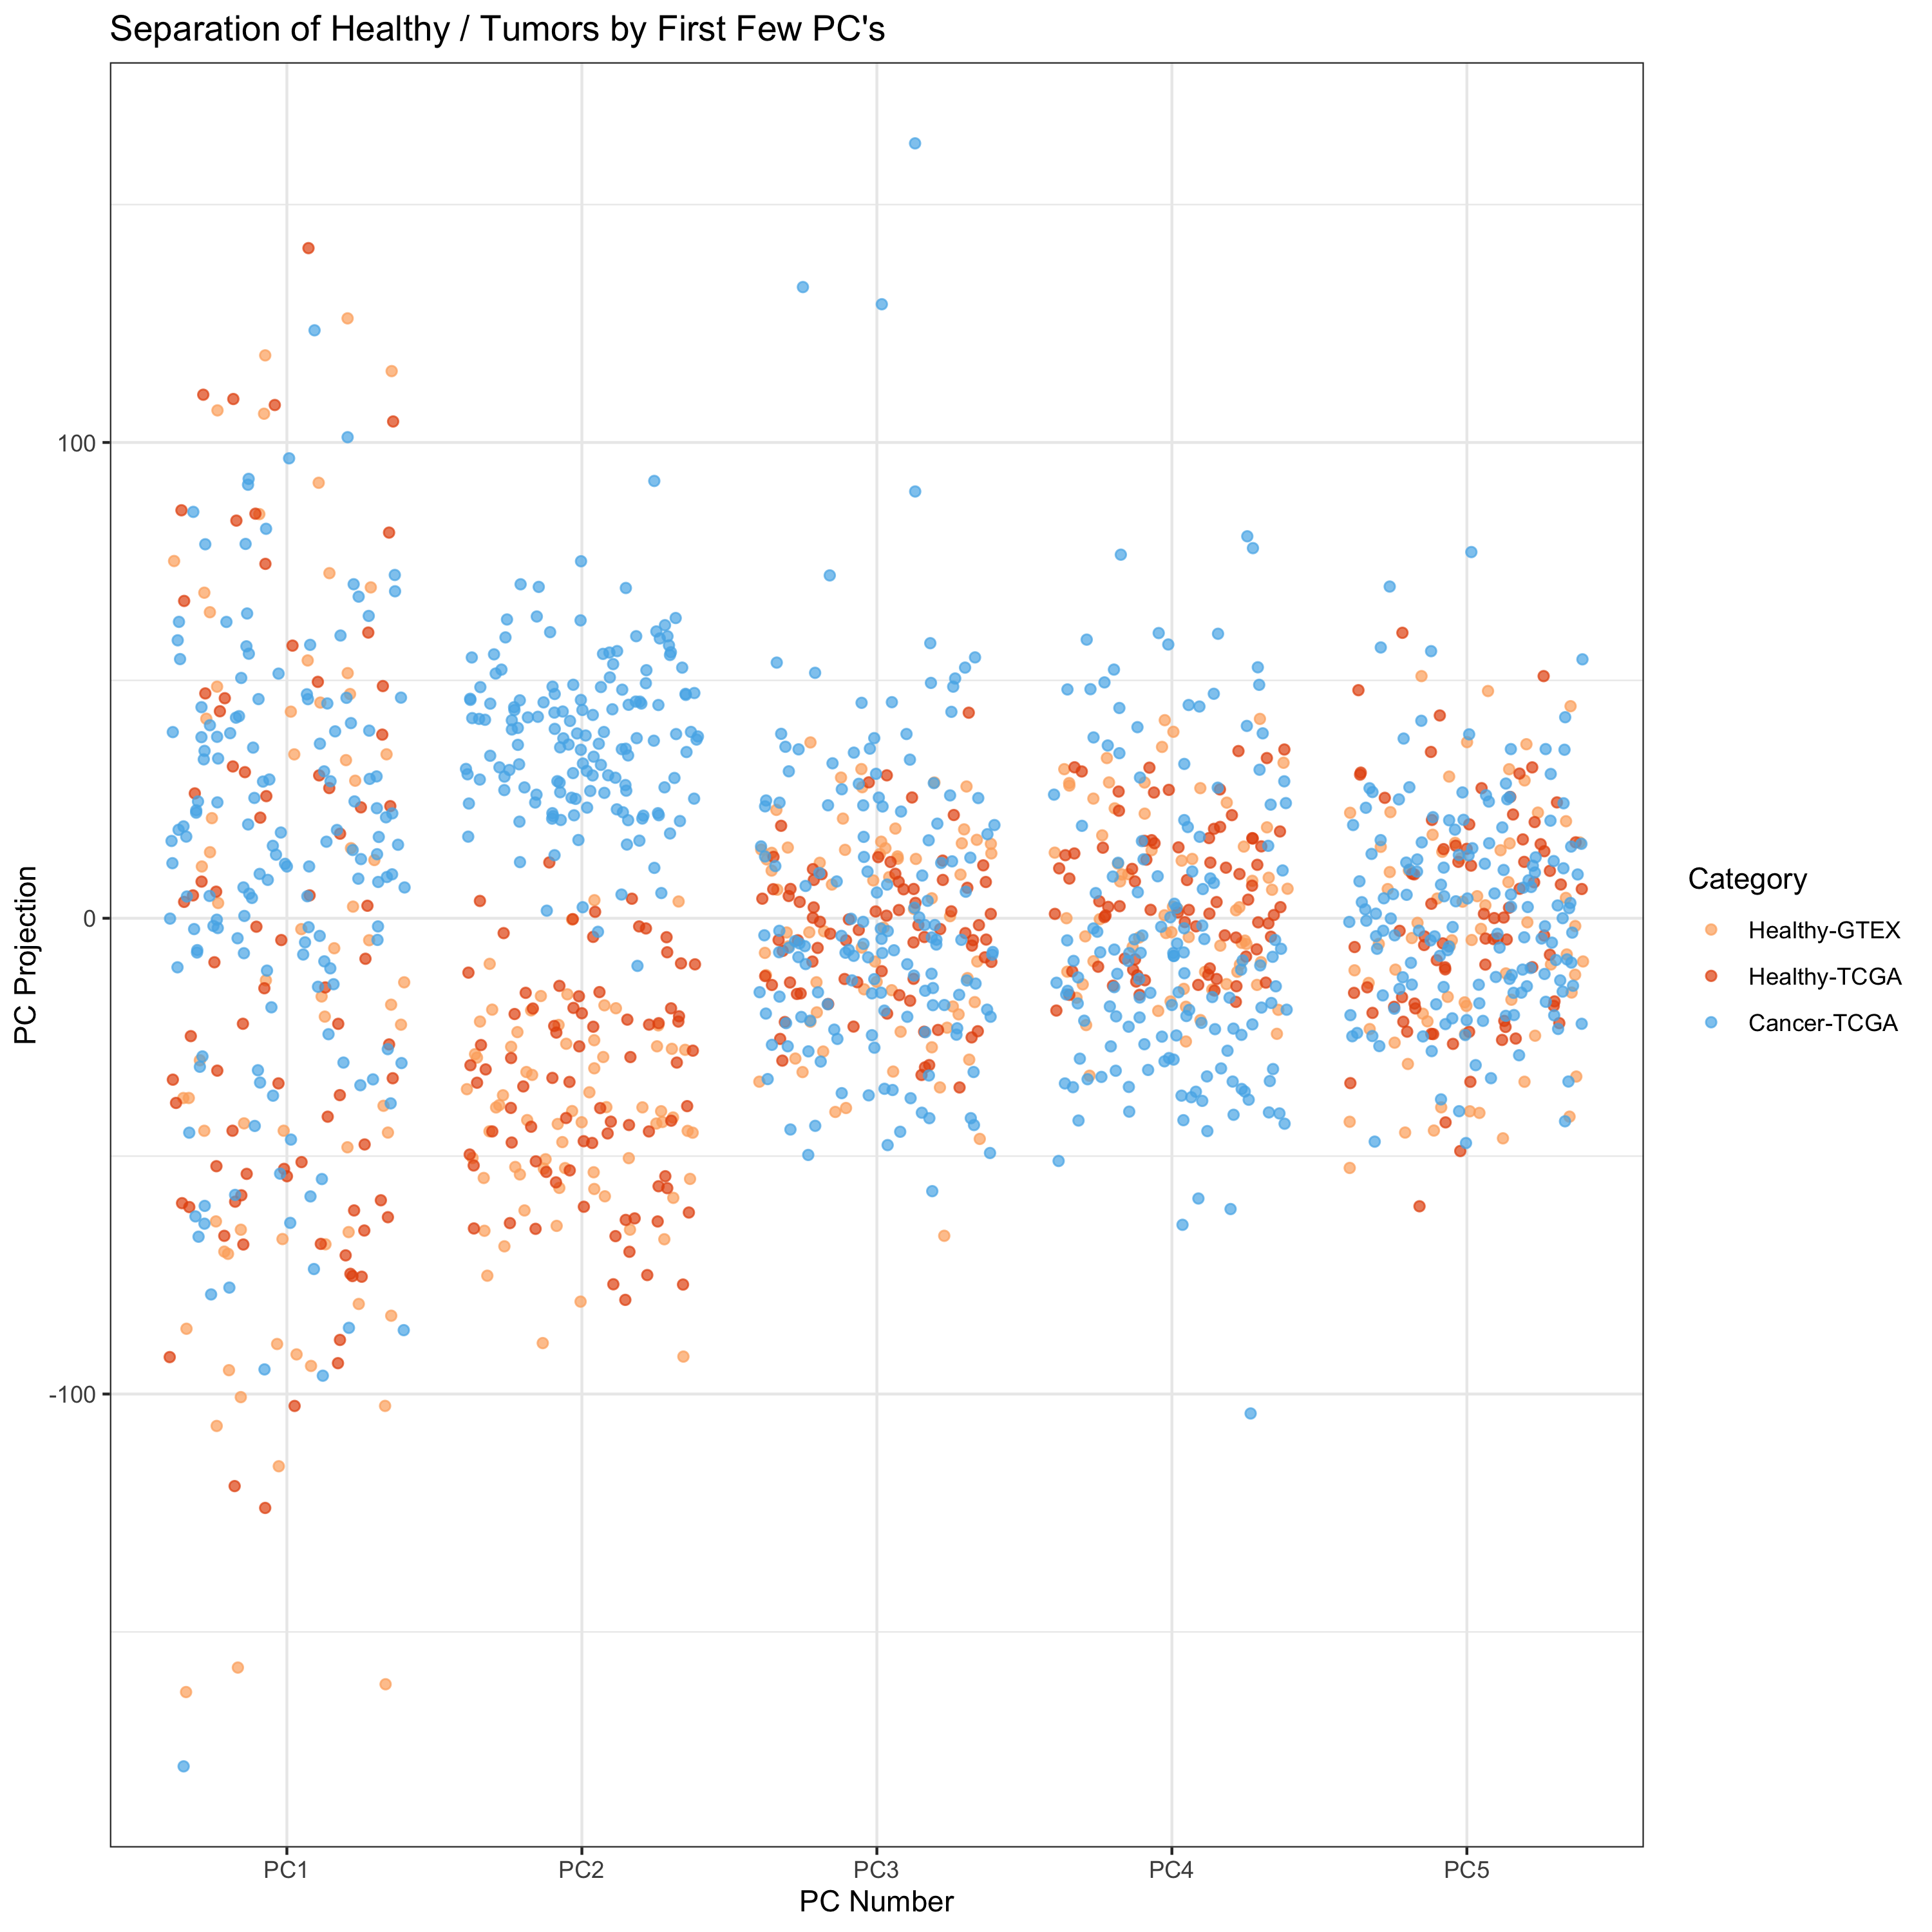 Separation of Healthy / Tumors by First Few PC's
100
0
-100
PC Projection
PC1
PC2
PC3
PC4
PC5
PC Number
Category
Healthy-GTEX
Healthy-TCGA
Cancer-TCGA